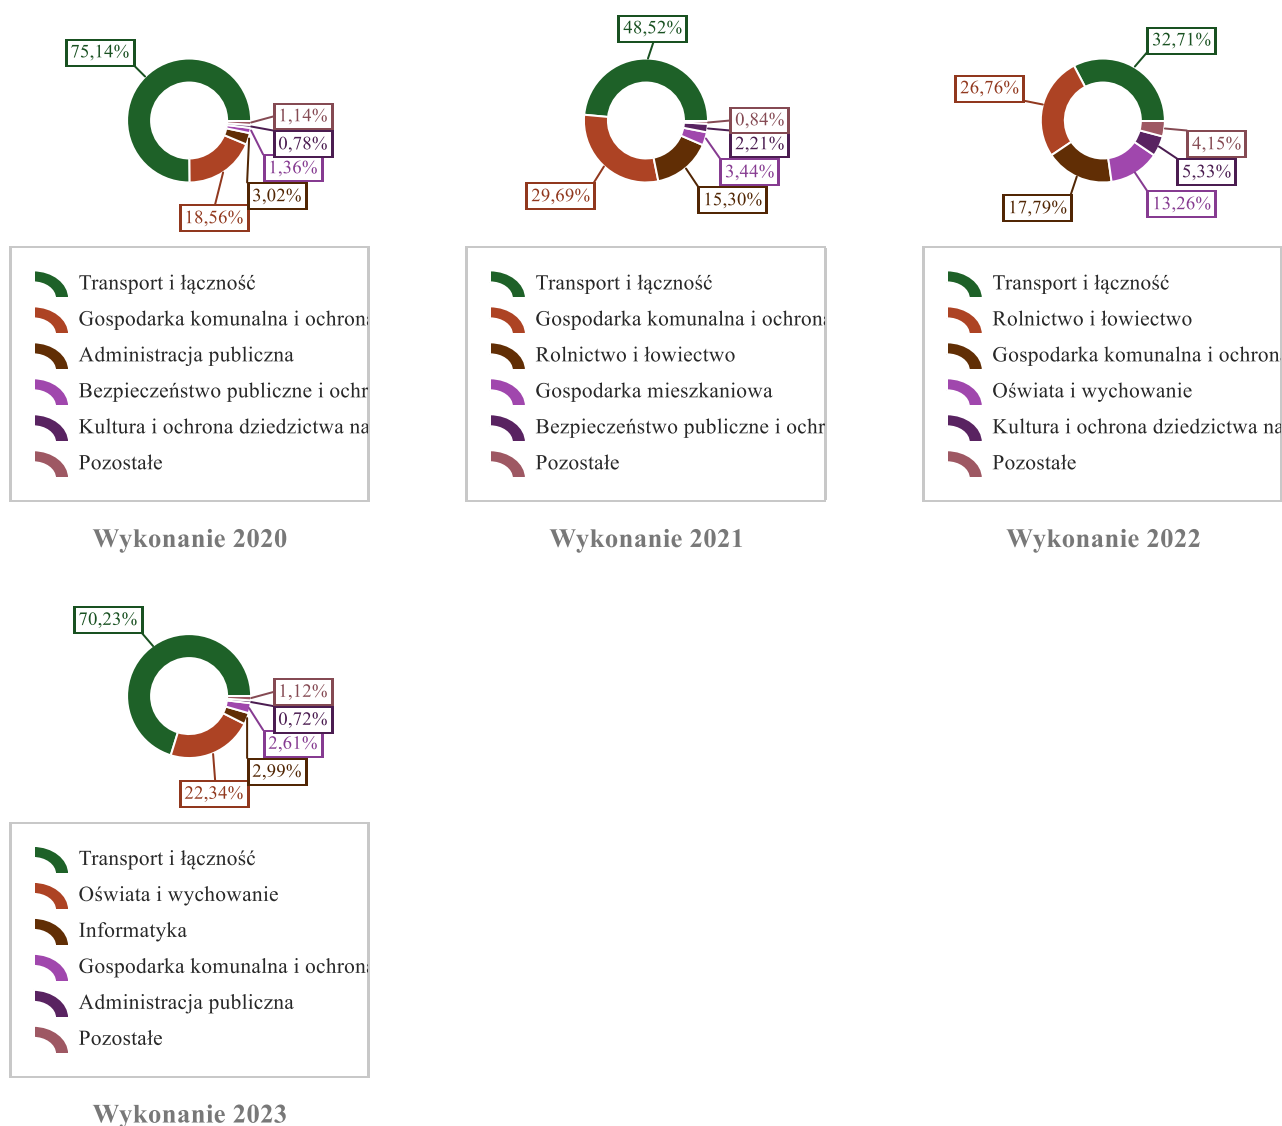 75,14%
1,14%
0,78%
1,36%
3,02%
18,56%
Transport i łączność
Gospodarka komunalna i ochrona
Administracja publiczna
Bezpieczeństwo publiczne i ochr
Kultura i ochrona dziedzictwa na
Pozostałe
Wykonanie 2020
48,52%
0,84%
2,21%
3,44%
15,30%
29,69%
Transport i łączność
Gospodarka komunalna i ochrona
Rolnictwo i łowiectwo
Gospodarka mieszkaniowa
Bezpieczeństwo publiczne i ochr
Pozostałe
Wykonanie 2021
32,71%
26,76%
4,15%
5,33%
13,26%
17,79%
Transport i łączność
Rolnictwo i łowiectwo
Gospodarka komunalna i ochrona
Oświata i wychowanie
Kultura i ochrona dziedzictwa na
Pozostałe
Wykonanie 2022
70,23%
1,12%
0,72%
2,61%
2,99%
22,34%
Transport i łączność
Oświata i wychowanie
Informatyka
Gospodarka komunalna i ochrona
Administracja publiczna
Pozostałe
Wykonanie 2023